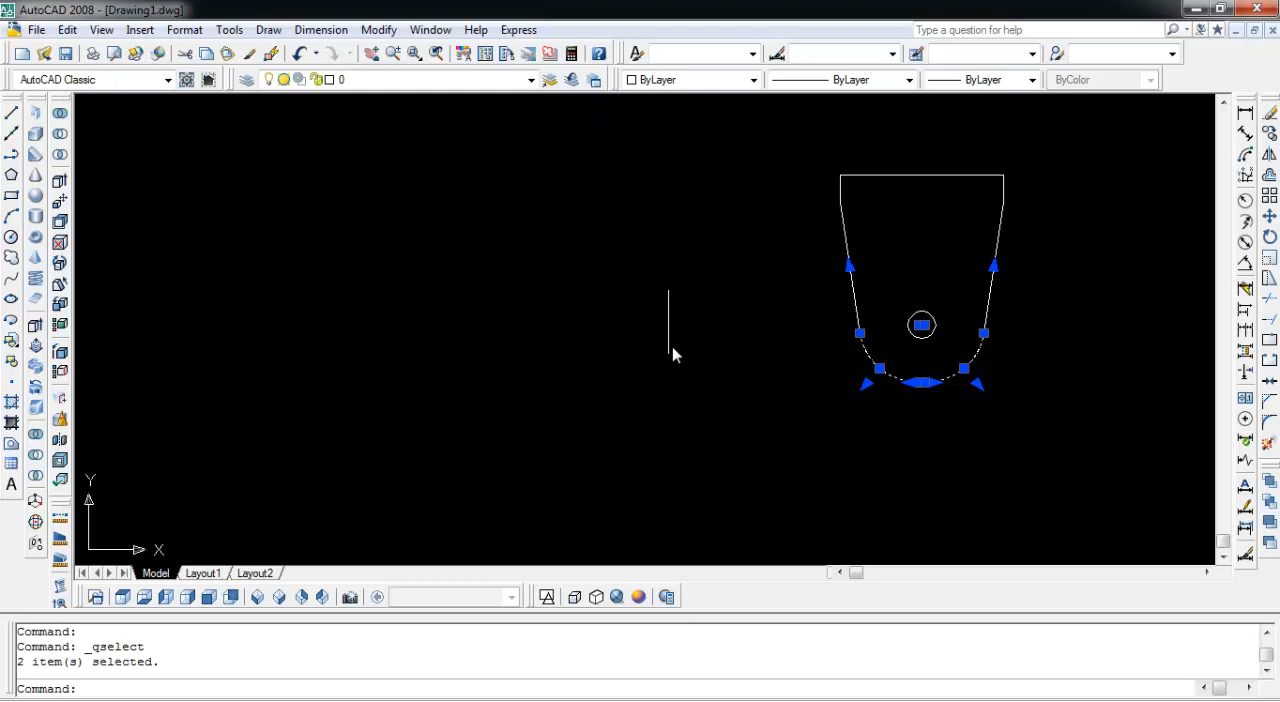 AutoCAD 2008 - [Drawing1.dwg]
File Edit View Insert Format Tools Draw Dimension Modify Window Help Express
Type a question for help
AutoCAD Classic
0
ByLayer
ByLayer
ByLayer
ByColor
A
Y
X
Model Layout1 Layout2
Command:
Command: _qselect
2 item(s) selected.
Command: